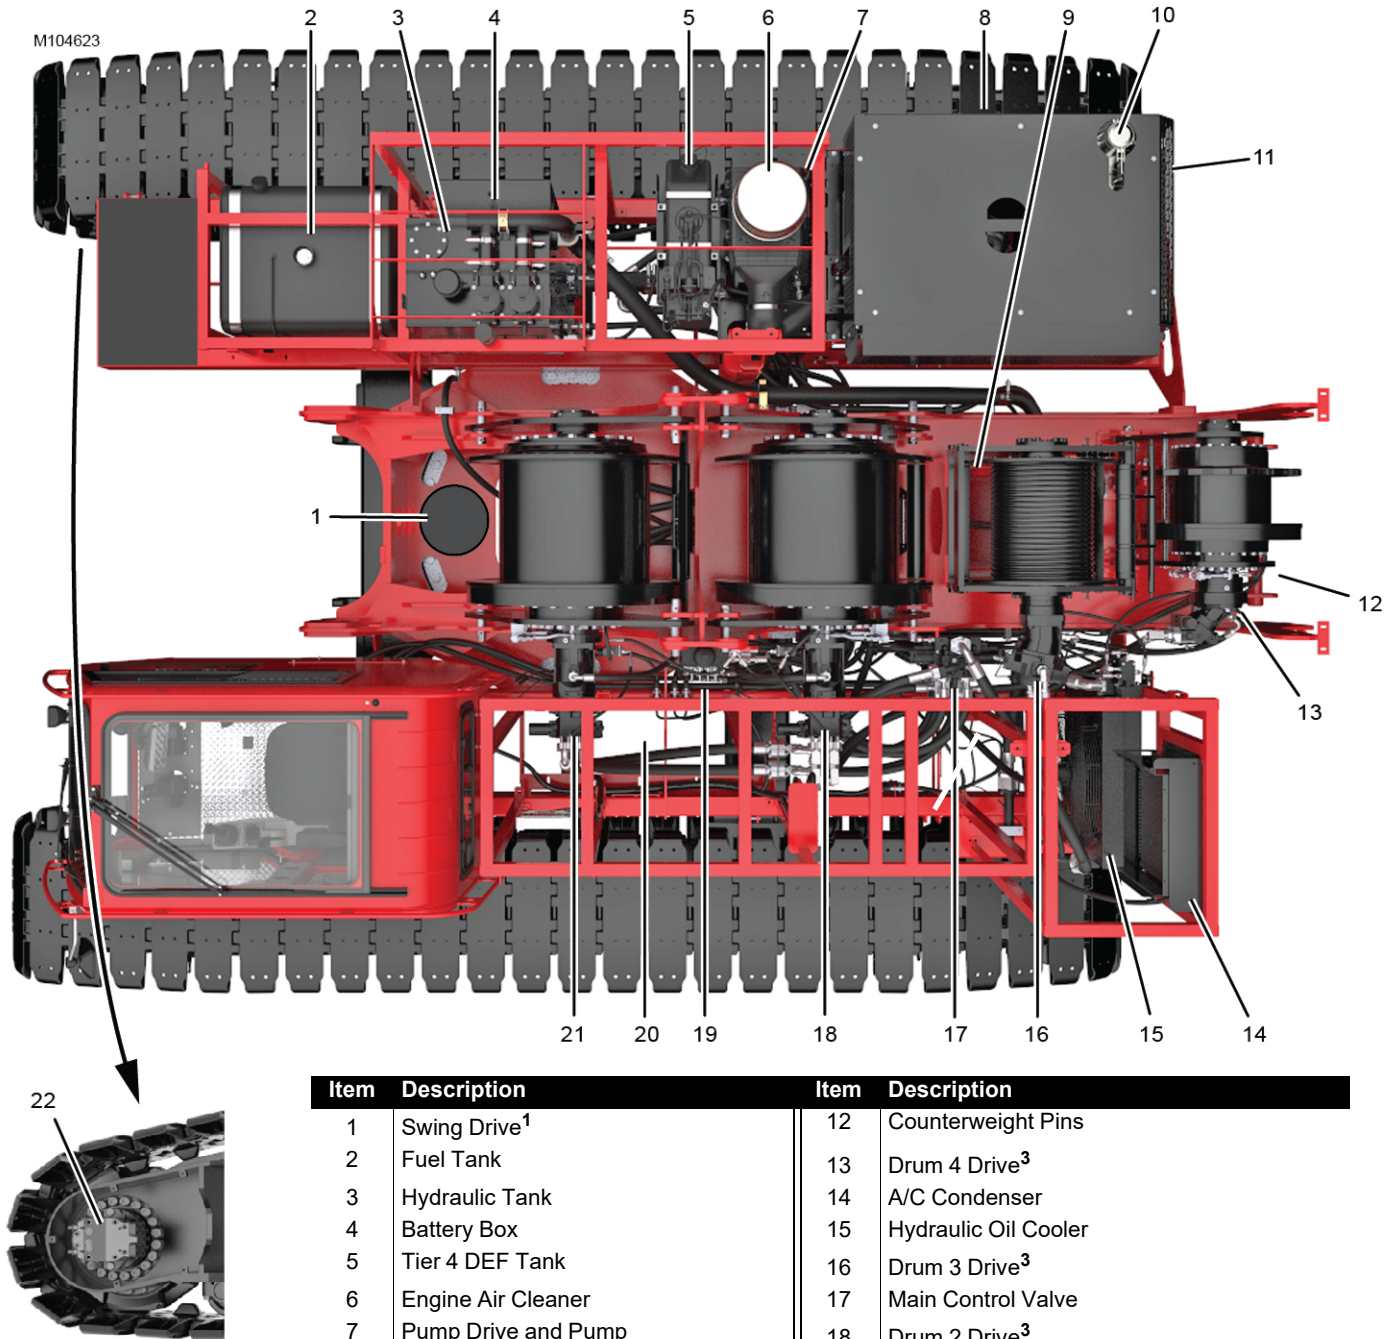 2 3 4 5 6 7 8 9 10
M104623
11
1
12
13
21 20 19 18 17 16 15 14
22
Item Description Item Description
1 Swing Drive1 12 Counterweight Pins
2 Fuel Tank 13 Drum 4 Drive3
3 Hydraulic Tank 14 A/C Condenser
4 Battery Box 15 Hydraulic Oil Cooler
5 Tier 4 DEF Tank 16 Drum 3 Drive3
6 Engine Air Cleaner 17 Main Control Valve
7 Pump Drive and Pump 18 Drum 2 Drive3